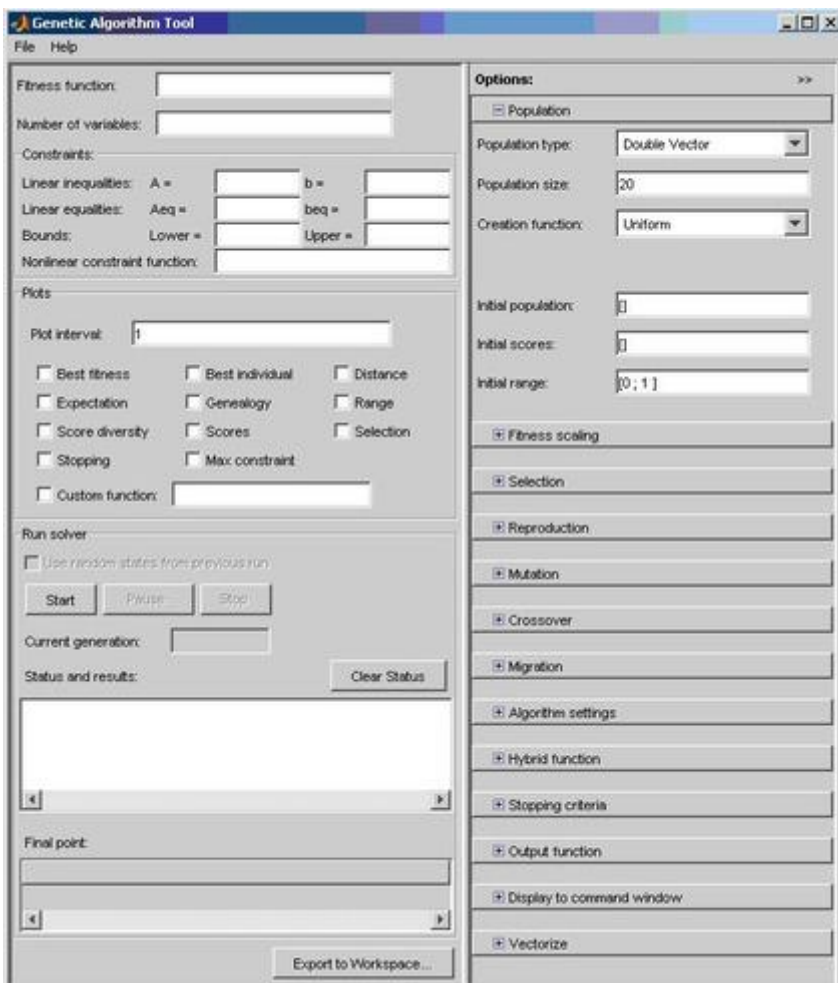 Genetic Algorithm Tool
File Help
Fitness function:
Number of variables:
Constraints:
Linear inequalities: A = b =
Linear equalities: Aeq = beq =
Bounds: Lower = Upper =
Nonlinear constraint function:
Plots
Plot interval: 1
Best fitness Best individual Distance
Expectation Genealogy Range
Score diversity Scores Selection
Stopping Max constraint
Custom function:
Run solver
Use random states from previous run
Start Pause Stop
Current generation:
Status and results: Clear Status
Final point:
Export to Workspace...
Options: >>
Population
Population type: Double Vector
Population size: 20
Creation function: Uniform
Initial population: []
Initial scores: []
Initial range: [0 ; 1 ]
Fitness scaling
Selection
Reproduction
Mutation
Crossover
Migration
Algorithm settings
Hybrid function
Stopping criteria
Output function
Display to command window
Vectorize